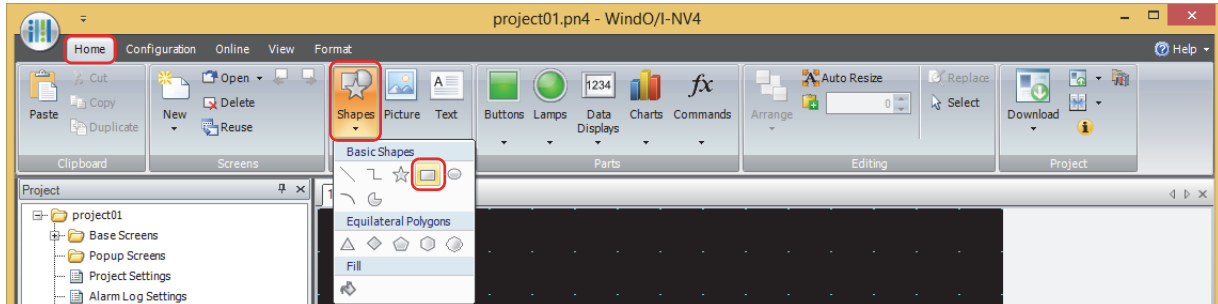 project01.pn4 - WindO/I-NV4
Home Configuration Online View Format Help
Cut Open A Auto Resize Replace
Copy Delete 1234 fx 0 Select
Paste Duplicate New Reuse Shapes Picture Text Buttons Lamps Data Displays Charts Commands Arrange Download
Clipboard Screens Parts Editing Project
Basic Shapes
Project 1
project01
Base Screens
Equilateral Polygons
Popup Screens
Project Settings
Fill
Alarm Log Settings